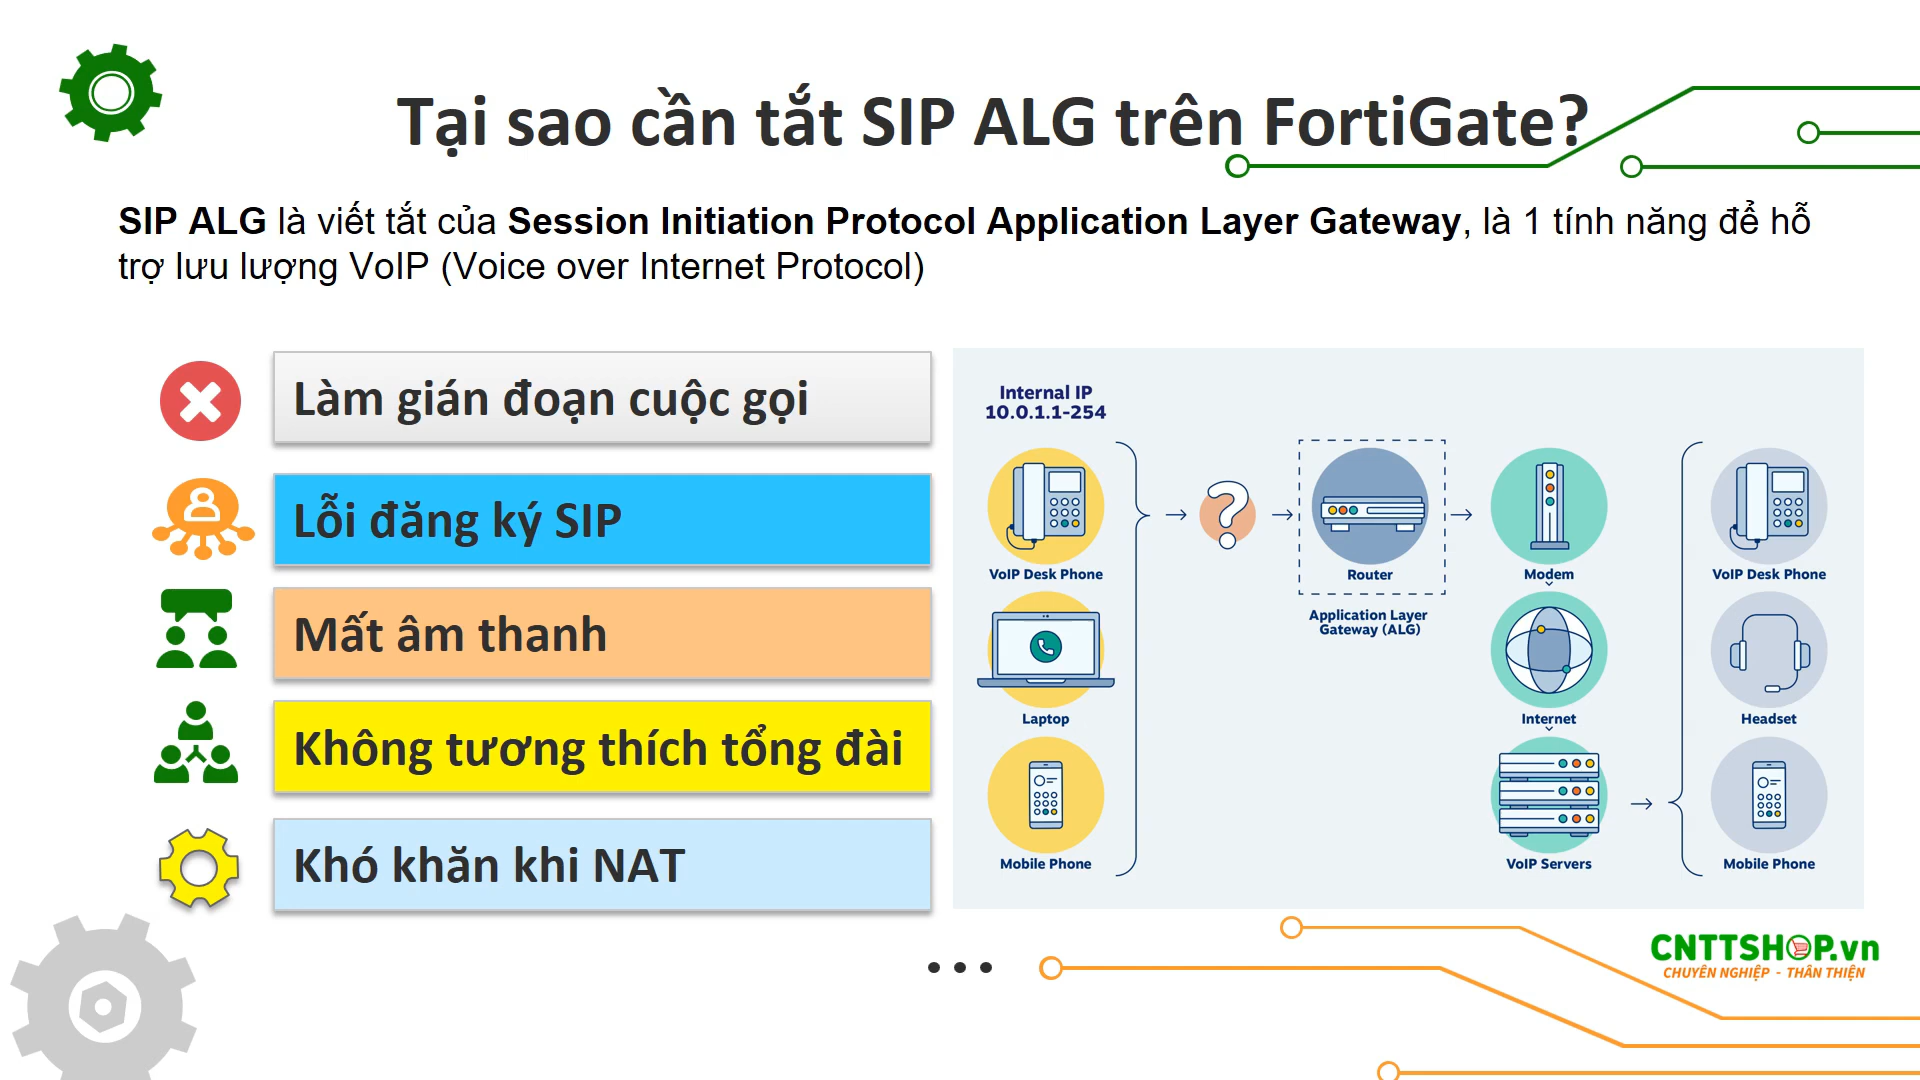 Tại sao cần tắt SIP ALG trên FortiGate?
SIP ALG là viết tắt của Session Initiation Protocol Application Layer Gateway, là 1 tính năng để hỗ
trợ lưu lượng VoIP (Voice over Internet Protocol)
Làm gián đoạn cuộc gọi
Lỗi đăng ký SIP
Mất âm thanh
Không tương thích tổng đài
Khó khăn khi NAT
Internal IP
10.0.1.1-254
VoIP Desk Phone
Laptop
Mobile Phone
?
Router
Application Layer
Gateway (ALG)
Modem
Internet
VoIP Servers
VoIP Desk Phone
Headset
Mobile Phone
...
CNTTSHOP.vn
CHUYÊN NGHIỆP - THÂN THIỆN